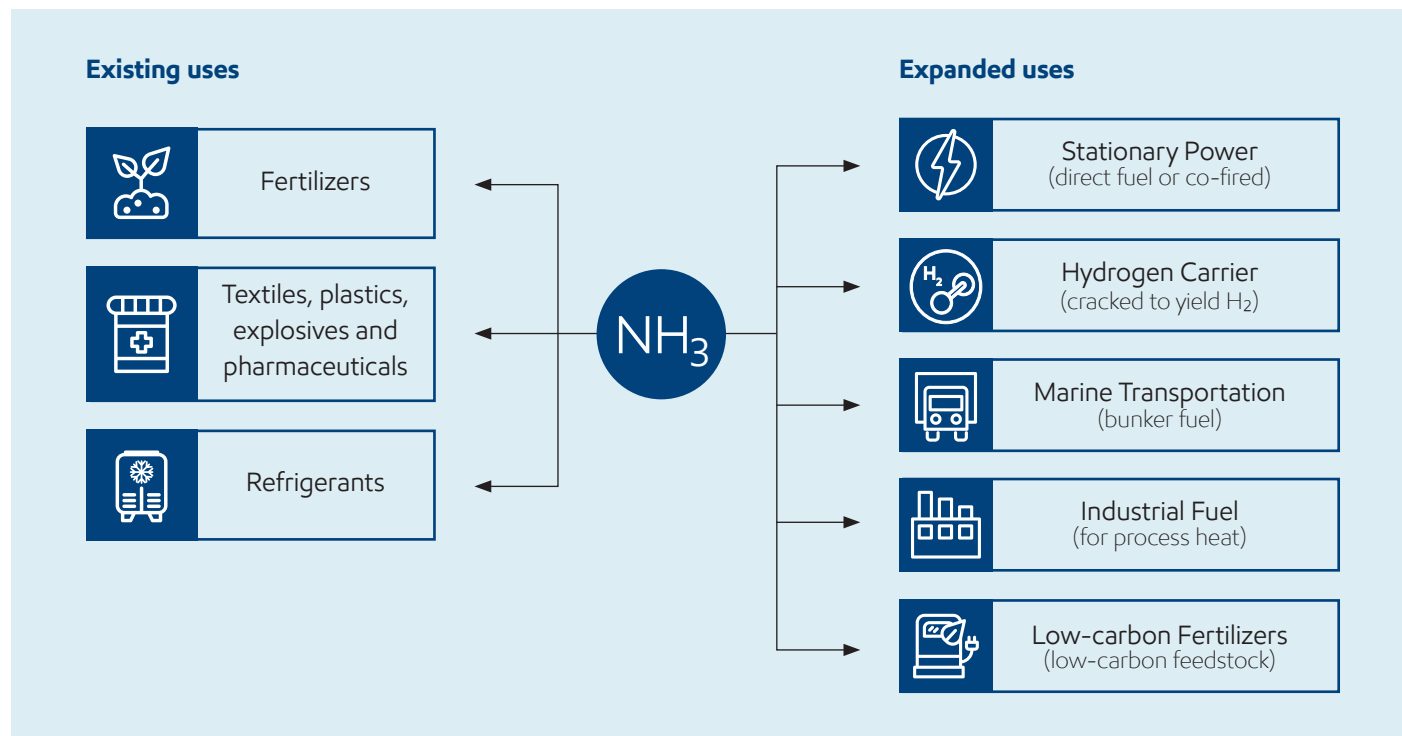 Existing uses
Fertilizers
Textiles, plastics,
explosives and
pharmaceuticals
Refrigerants
NH₃
Expanded uses
Stationary Power
(direct fuel or co-fired)
H₂
Hydrogen Carrier
(cracked to yield H₂)
Marine Transportation
(bunker fuel)
Industrial Fuel
(for process heat)
Low-carbon Fertilizers
(low-carbon feedstock)